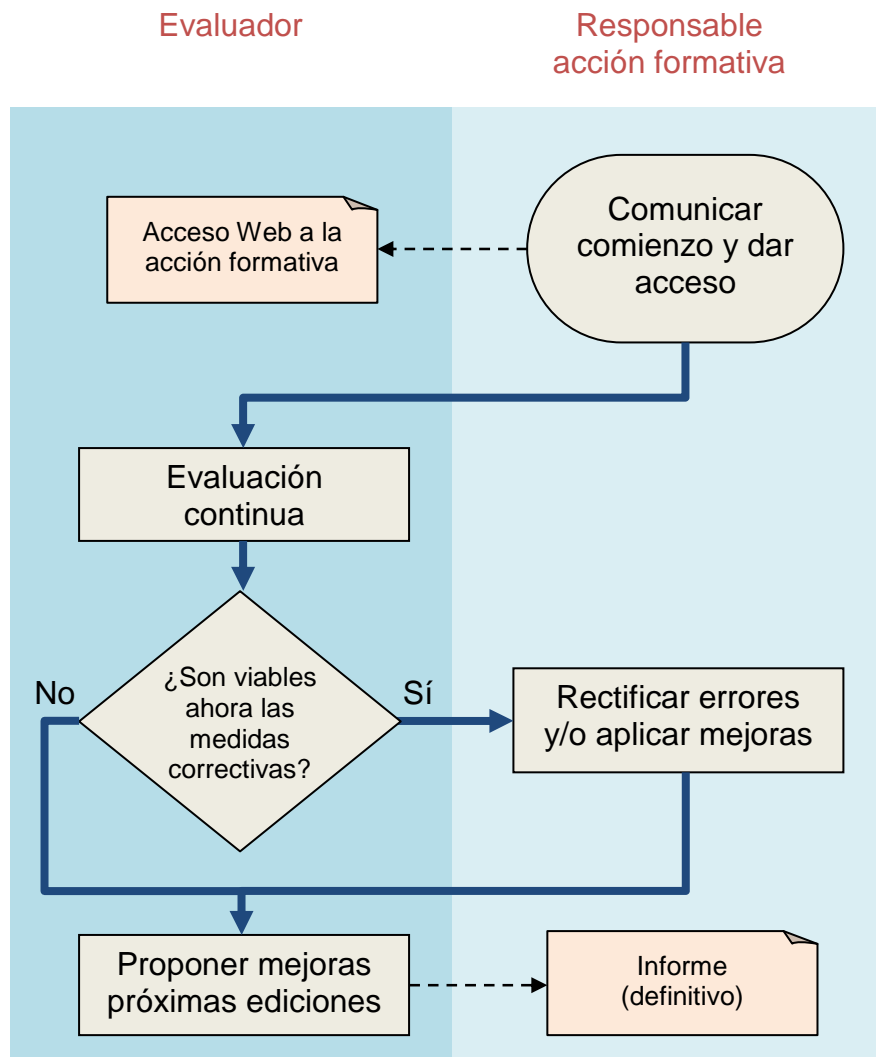 Evaluador
Responsable
acción formativa
Acceso Web a la
acción formativa
Comunicar
comienzo y dar
acceso
Evaluación
continua
No
¿Son viables
ahora las
medidas
correctivas?
Sí
Rectificar errores
y/o aplicar mejoras
Proponer mejoras
próximas ediciones
Informe
(definitivo)